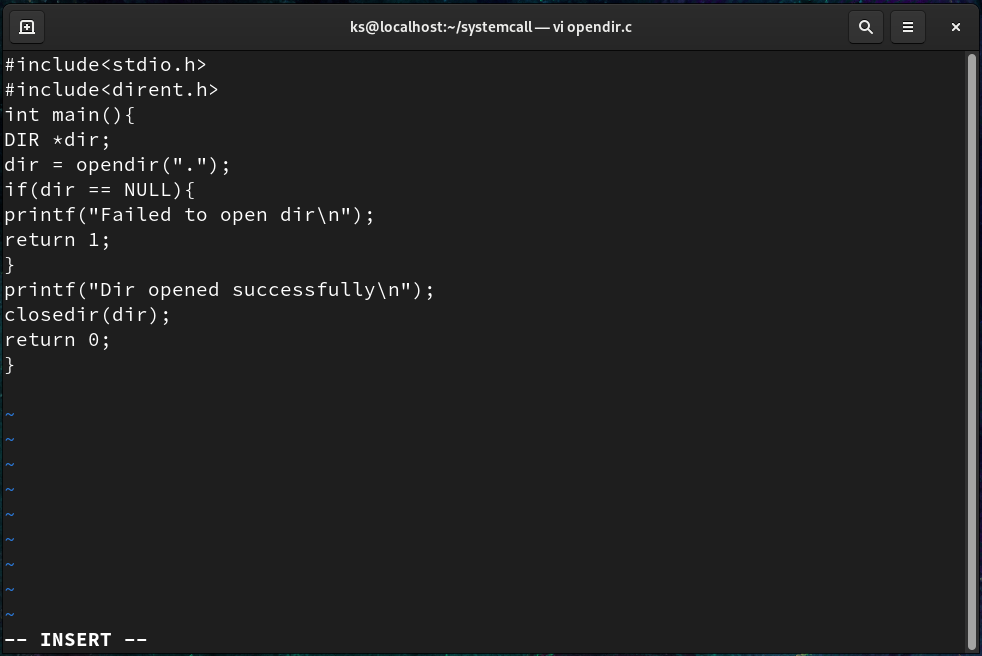 ks@localhost:~/systemcall — vi opendir.c
#include<stdio.h>
#include<dirent.h>
int main(){
DIR *dir;
dir = opendir(".");
if(dir == NULL){
printf("Failed to open dir\n");
return 1;
}
printf("Dir opened successfully\n");
closedir(dir);
return 0;
}
~
~
~
~
~
~
~
~
~
-- INSERT --